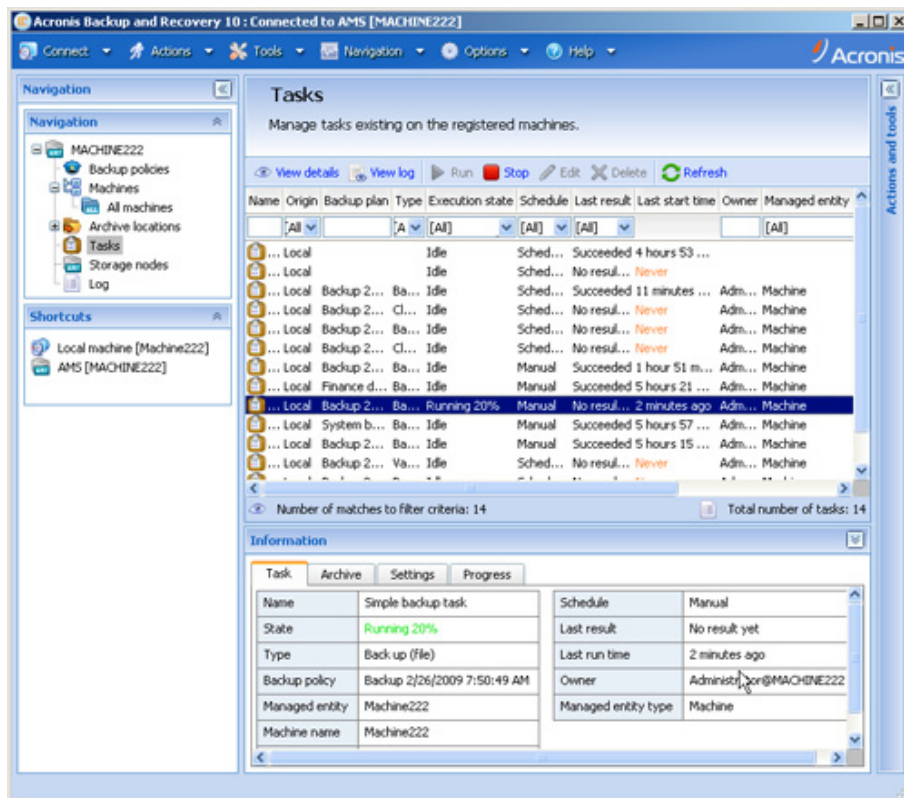 Acronis Backup and Recovery 10 : Connected to AMS [MACHINE222]
Connect Actions Tools Navigation Options Help Acronis
Navigation
Navigation
MACHINE222
Backup policies
Machines
All machines
Archive locations
Tasks
Storage nodes
Log
Shortcuts
Local machine [Machine222]
AMS [MACHINE222]
Tasks
Manage tasks existing on the registered machines.
View details View log Run Stop Edit Delete Refresh
Name Origin Backup plan Type Execution state Schedule Last result Last start time Owner Managed entity
[All [A [All] [All] [All] [All]
... Local Idle Sched... Succeeded 4 hours 53 ...
... Local Idle Sched... No resul... Never
... Local Backup 2... Ba... Idle Sched... Succeeded 11 minutes ... Adm... Machine
... Local Backup 2... Cl... Idle Sched... No resul... Never Adm... Machine
... Local Backup 2... Ba... Idle Sched... No resul... Never Adm... Machine
... Local Backup 2... Cl... Idle Sched... No resul... Never Adm... Machine
... Local Backup 2... Ba... Idle Manual Succeeded 1 hour 51 m... Adm... Machine
... Local Finance d... Ba... Idle Manual Succeeded 5 hours 21 ... Adm... Machine
... Local Backup 2... Ba... Running 20% Manual No resul... 2 minutes ago Adm... Machine
... Local System b... Ba... Idle Manual Succeeded 5 hours 57 ... Adm... Machine
... Local Backup 2... Ba... Idle Manual Succeeded 5 hours 15 ... Adm... Machine
... Local Backup 2... Va... Idle Sched... No resul... Never Adm... Machine
Number of matches to filter criteria: 14 Total number of tasks: 14
Information
Task Archive Settings Progress
Name Simple backup task Schedule Manual
State Running 20% Last result No result yet
Type Back up (file) Last run time 2 minutes ago
Backup policy Backup 2/26/2009 7:50:49 AM Owner Administrator@MACHINE222
Managed entity Machine222 Managed entity type Machine
Machine name Machine222
Actions and tools